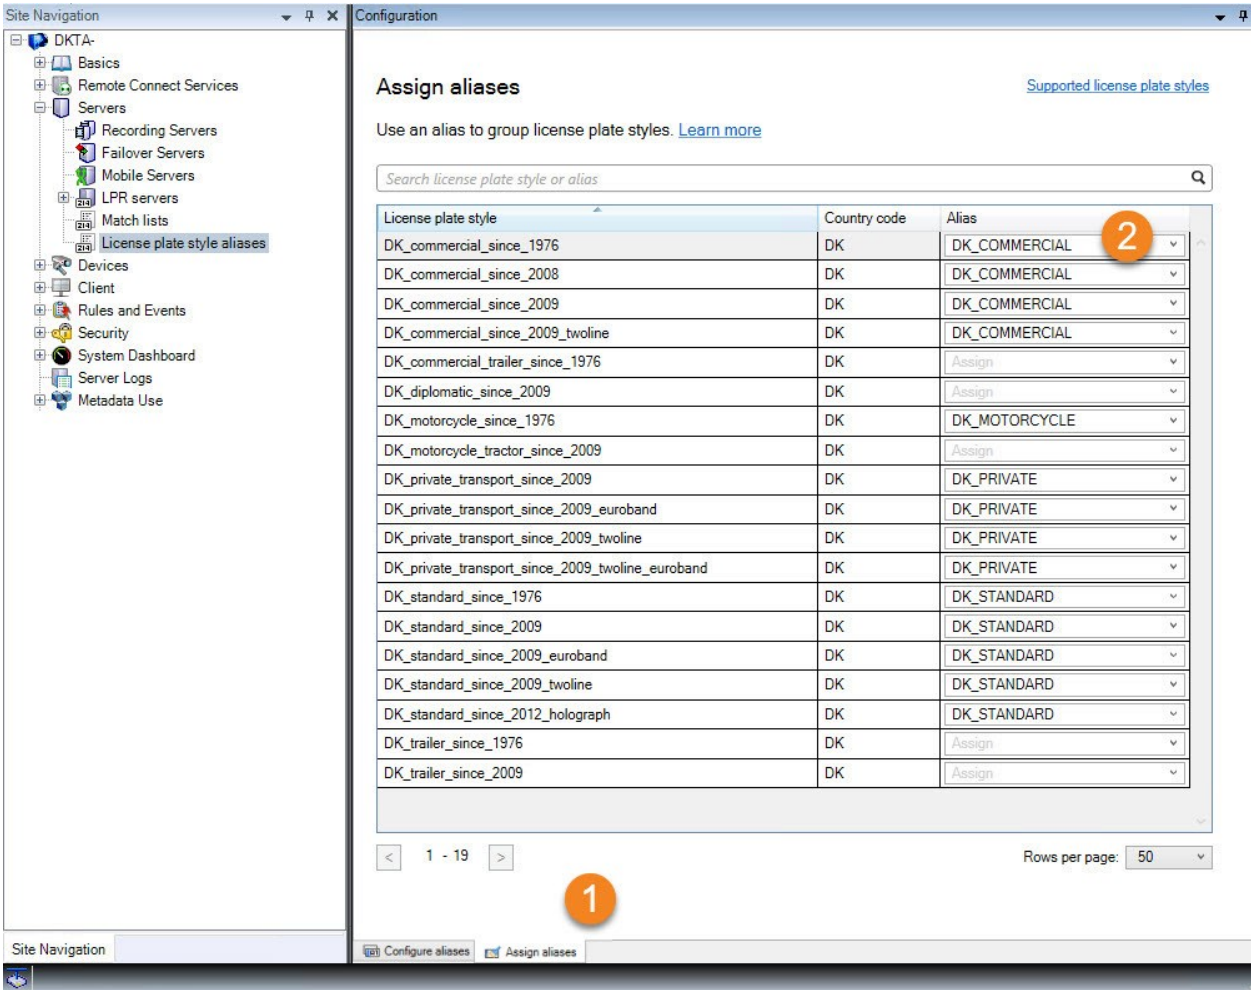 Site Navigation
DKTA-
Basics
Remote Connect Services
Servers
Recording Servers
Failover Servers
Mobile Servers
LPR servers
Match lists
License plate style aliases
Devices
Client
Rules and Events
Security
System Dashboard
Server Logs
Metadata Use
Site Navigation
Configuration
Assign aliases
Supported license plate styles
Use an alias to group license plate styles. Learn more
Search license plate style or alias
License plate style Country code Alias
2
DK_commercial_since_1976 DK DK_COMMERCIAL
DK_commercial_since_2008 DK DK_COMMERCIAL
DK_commercial_since_2009 DK DK_COMMERCIAL
DK_commercial_since_2009_twoline DK DK_COMMERCIAL
DK_commercial_trailer_since_1976 DK Assign
DK_diplomatic_since_2009 DK Assign
DK_motorcycle_since_1976 DK DK_MOTORCYCLE
DK_motorcycle_tractor_since_2009 DK Assign
DK_private_transport_since_2009 DK DK_PRIVATE
DK_private_transport_since_2009_euroband DK DK_PRIVATE
DK_private_transport_since_2009_twoline DK DK_PRIVATE
DK_private_transport_since_2009_twoline_euroband DK DK_PRIVATE
DK_standard_since_1976 DK DK_STANDARD
DK_standard_since_2009 DK DK_STANDARD
DK_standard_since_2009_euroband DK DK_STANDARD
DK_standard_since_2009_twoline DK DK_STANDARD
DK_standard_since_2012_holograph DK DK_STANDARD
DK_trailer_since_1976 DK Assign
DK_trailer_since_2009 DK Assign
< 1 - 19 >
Rows per page: 50
1
Configure aliases Assign aliases